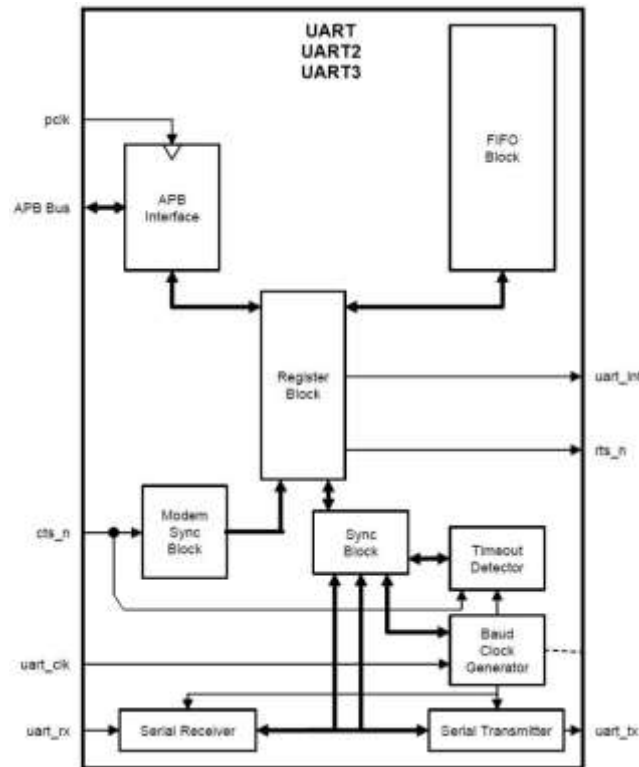 UART
UART2
UART3
pclk
FIFO
Block
APB
Interface
APB Bus
Register
Block
uart_int
rts_n
Modem
Sync
Block
cts_n
Sync
Block
Timeout
Detector
Baud
Clock
Generator
uart_clk
uart_rx
Serial Receiver
Serial Transmitter
uart_tx